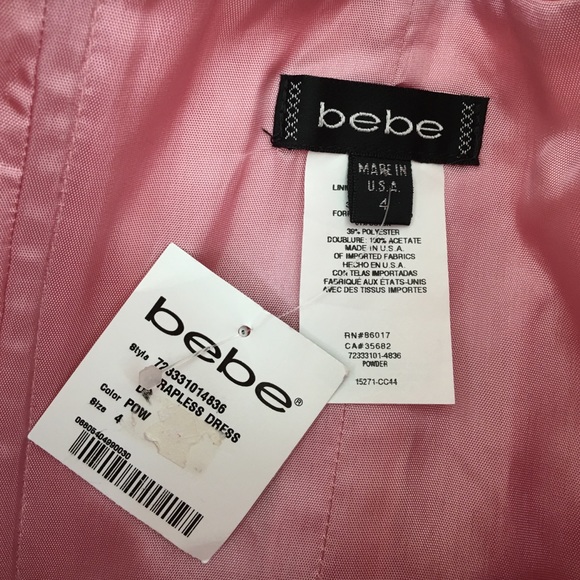 bebe
MADE IN
U.S.A.
4
39% POLYESTER
DOUBLURE: 100% ACETATE
MADE IN U.S.A.
OF IMPORTED FABRICS
HECHO EN U.S.A
CON TELAS IMPORTADAS
FABRIQUÉ AUX ÉTATS-UNIS
AVEC DES TISSUS IMPORTES
RN#86017
CA#35682
72333101-4836
POWDER
15271-CC44
bebe®
Style 723331014836
RAPLESS DRESS
Color POW
Size 4